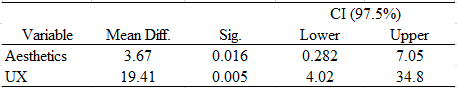 CI (97.5%)
Variable Mean Diff. Sig. Lower Upper
Aesthetics 3.67 0.016 0.282 7.05
UX 19.41 0.005 4.02 34.8